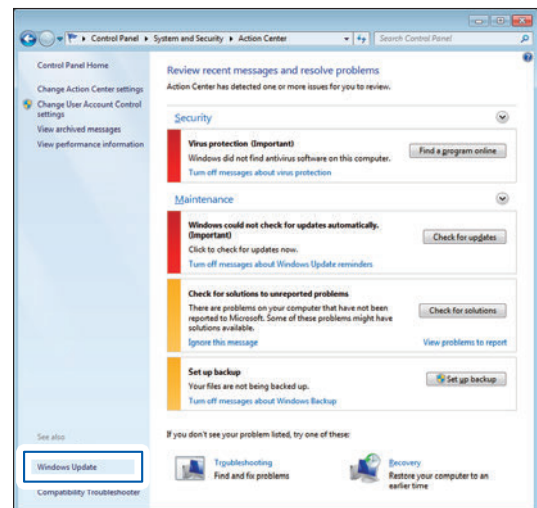 Control Panel ▸ System and Security ▸ Action Center
Search Control Panel
Control Panel Home
Change Action Center settings
Change User Account Control
settings
View archived messages
View performance information
See also
Windows Update
Compatibility Troubleshooter
Review recent messages and resolve problems
Action Center has detected one or more issues for you to review.
Security
Virus protection (Important)
Windows did not find antivirus software on this computer.
Turn off messages about virus protection
Find a program online
Maintenance
Windows could not check for updates automatically.
(Important)
Click to check for updates now.
Turn off messages about Windows Update reminders
Check for updates
Check for solutions to unreported problems
There are problems on your computer that have not been
reported to Microsoft. Some of these problems might have
solutions available.
Ignore this message
Check for solutions
View problems to report
Set up backup
Your files are not being backed up.
Turn off messages about Windows Backup
Set up backup
If you don't see your problem listed, try one of these:
Troubleshooting
Find and fix problems
Recovery
Restore your computer to an
earlier time